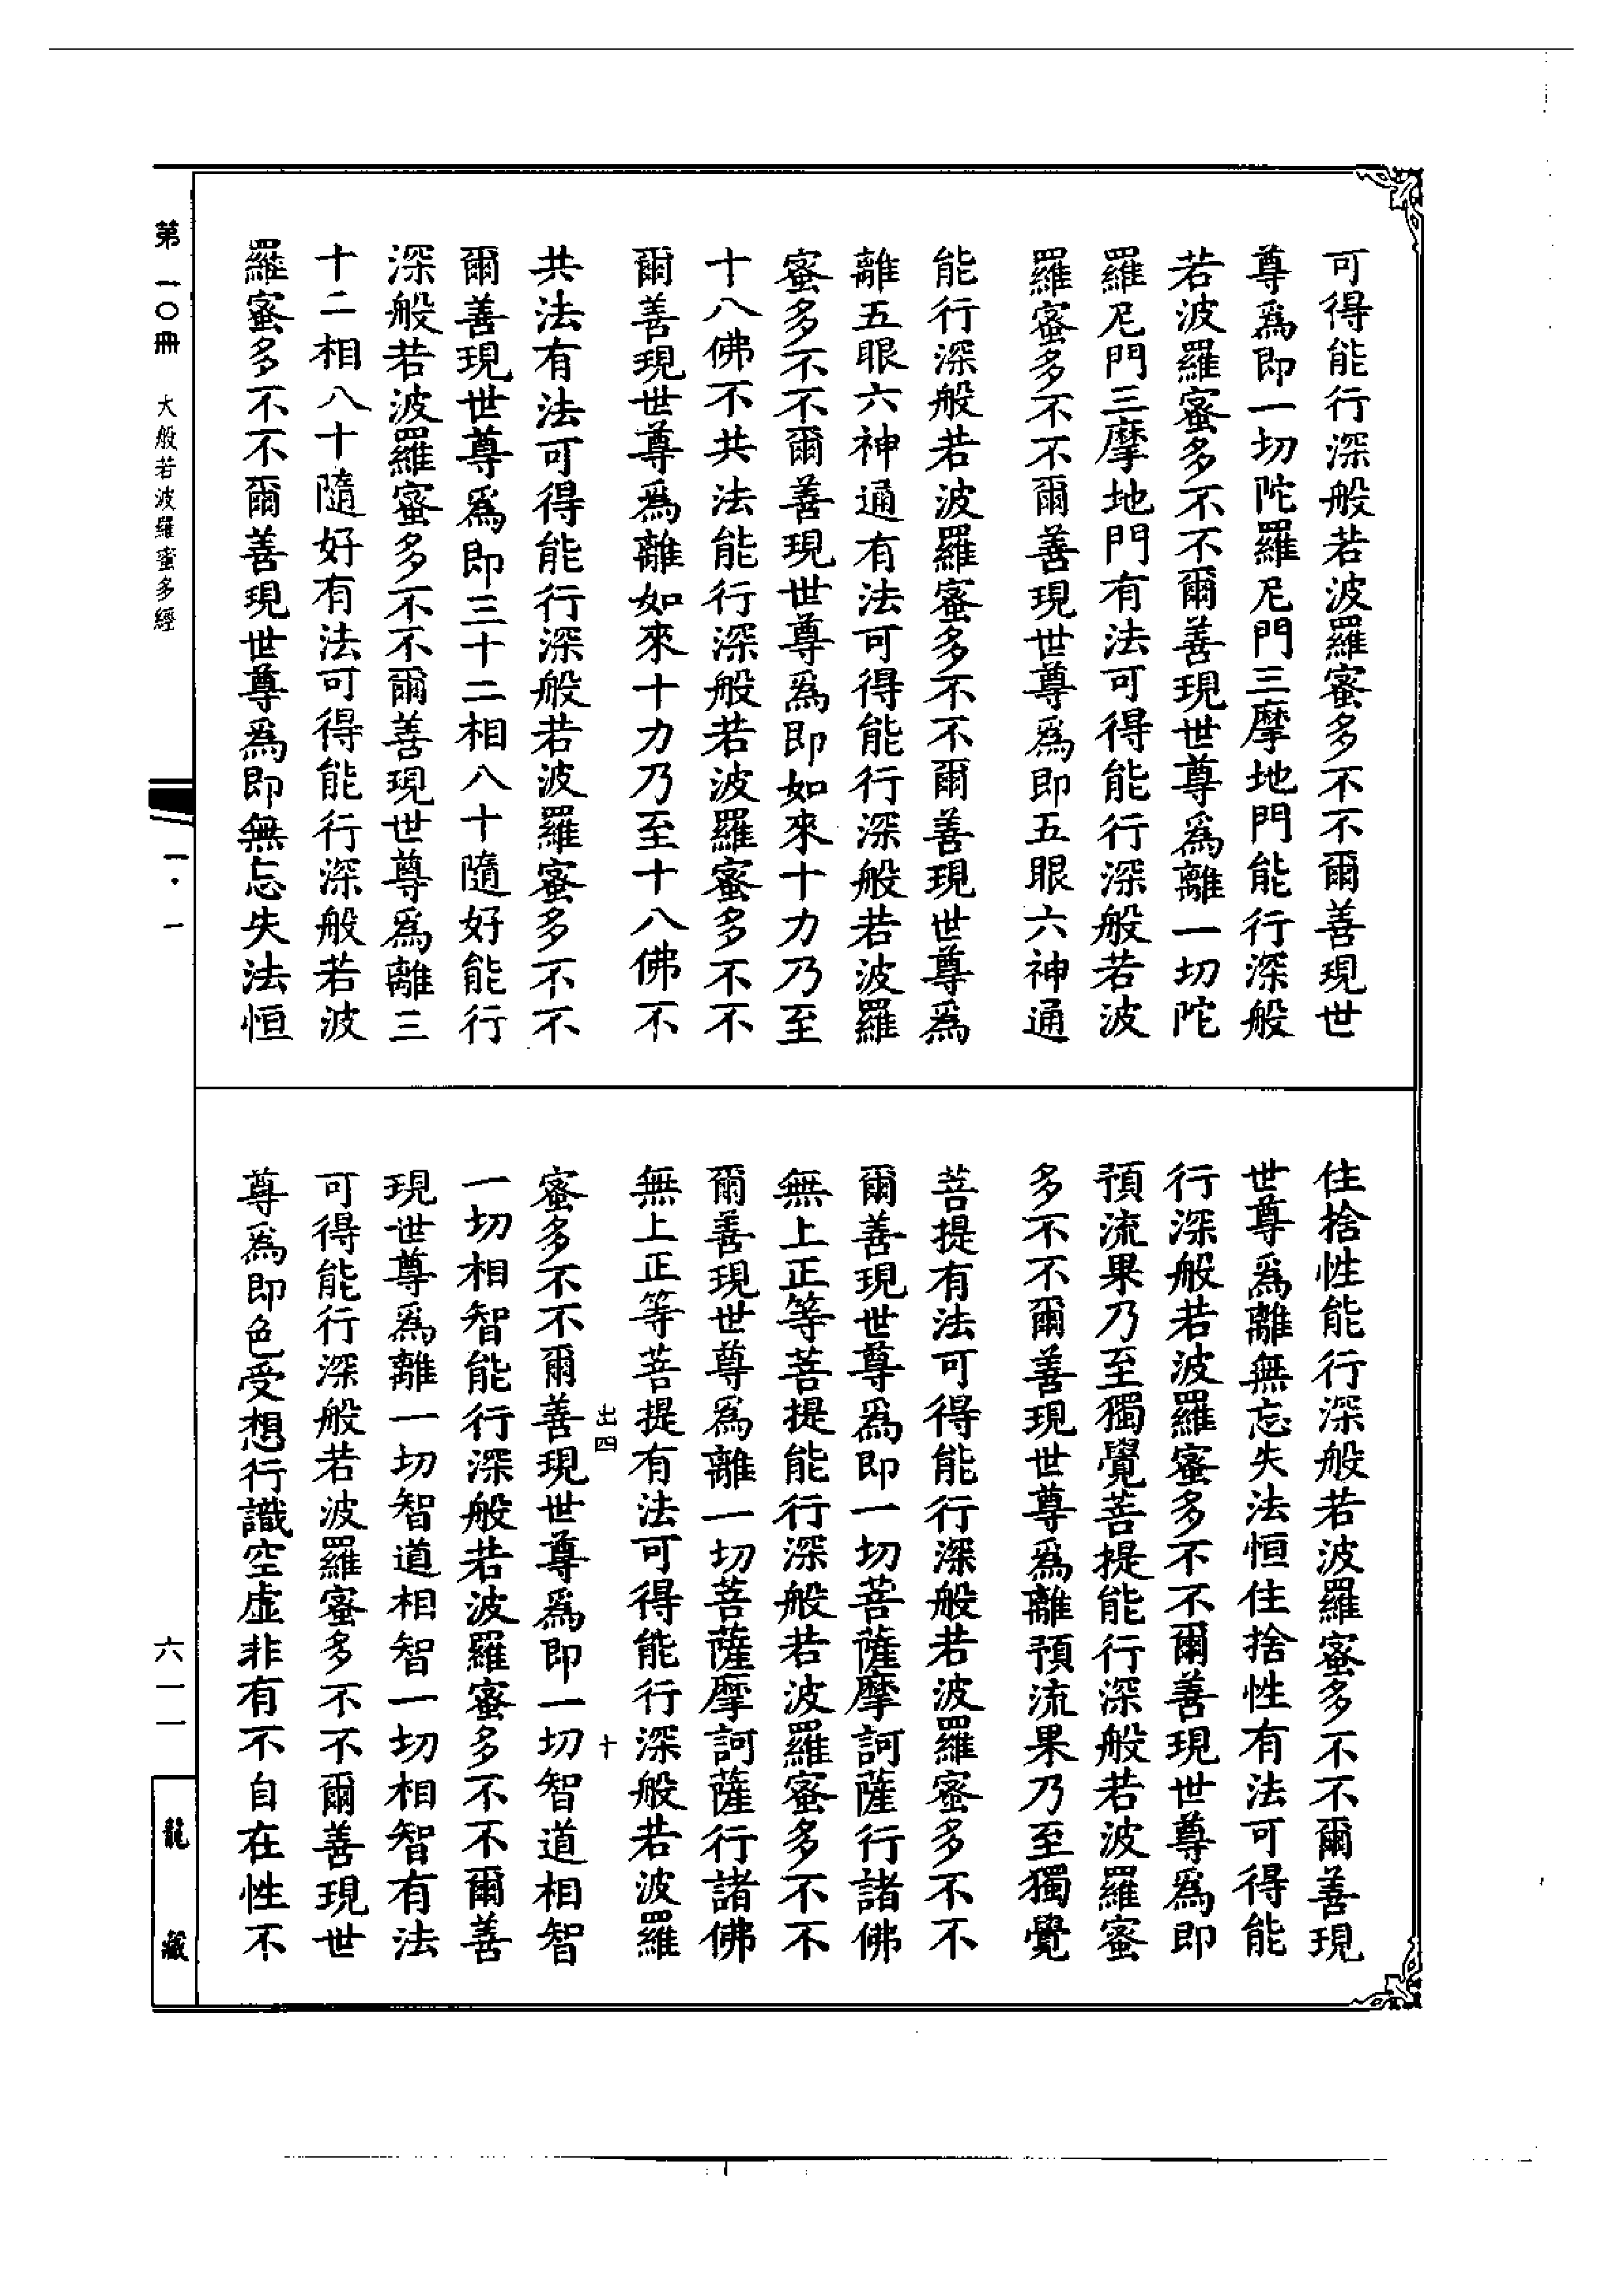 可得能行深般若波羅蜜多不不爾善現世
尊爲即一切陀羅尼門三摩地門能行深般
若波羅蜜多不不爾善現世尊爲離一切陀
羅尼門三摩地門有法可得能行深般若波
羅蜜多不不爾善現世尊爲即五眼六神通
能行深般若波羅蜜多不不爾善現世尊爲
離五眼六神通有法可得能行深般若波羅
蜜多不不爾善現世尊爲即如來十力乃至
十八佛不共法能行深般若波羅蜜多不不
爾善現世尊爲離如來十力乃至十八佛不
共法有法可得能行深般若波羅蜜多不不
爾善現世尊爲即三十二相八十隨好能行
深般若波羅蜜多不不爾善現世尊爲離三
十二相八十隨好有法可得能行深般若波
羅蜜多不不爾善現世尊爲即無忘失法恒
住捨性能行深般若波羅蜜多不不爾善現
世尊爲離無忘失法恒住捨性有法可得能
行深般若波羅蜜多不不爾善現世尊爲即
預流果乃至獨覺菩提能行深般若波羅蜜
多不不爾善現世尊爲離預流果乃至獨覺
菩提有法可得能行深般若波羅蜜多不不
爾善現世尊爲即一切菩薩摩訶薩行諸佛
無上正等菩提能行深般若波羅蜜多不不
爾善現世尊爲離一切菩薩摩訶薩行諸佛
無上正等菩提有法可得能行深般若波羅
出四 十
蜜多不不爾善現世尊爲即一切智道相智
一切相智能行深般若波羅蜜多不不爾善
現世尊爲離一切智道相智一切相智有法
可得能行深般若波羅蜜多不不爾善現世
尊爲即色受想行識空虛非有不自在性不
第一〇冊 大般若波羅蜜多經
一·一
六一一
龍藏